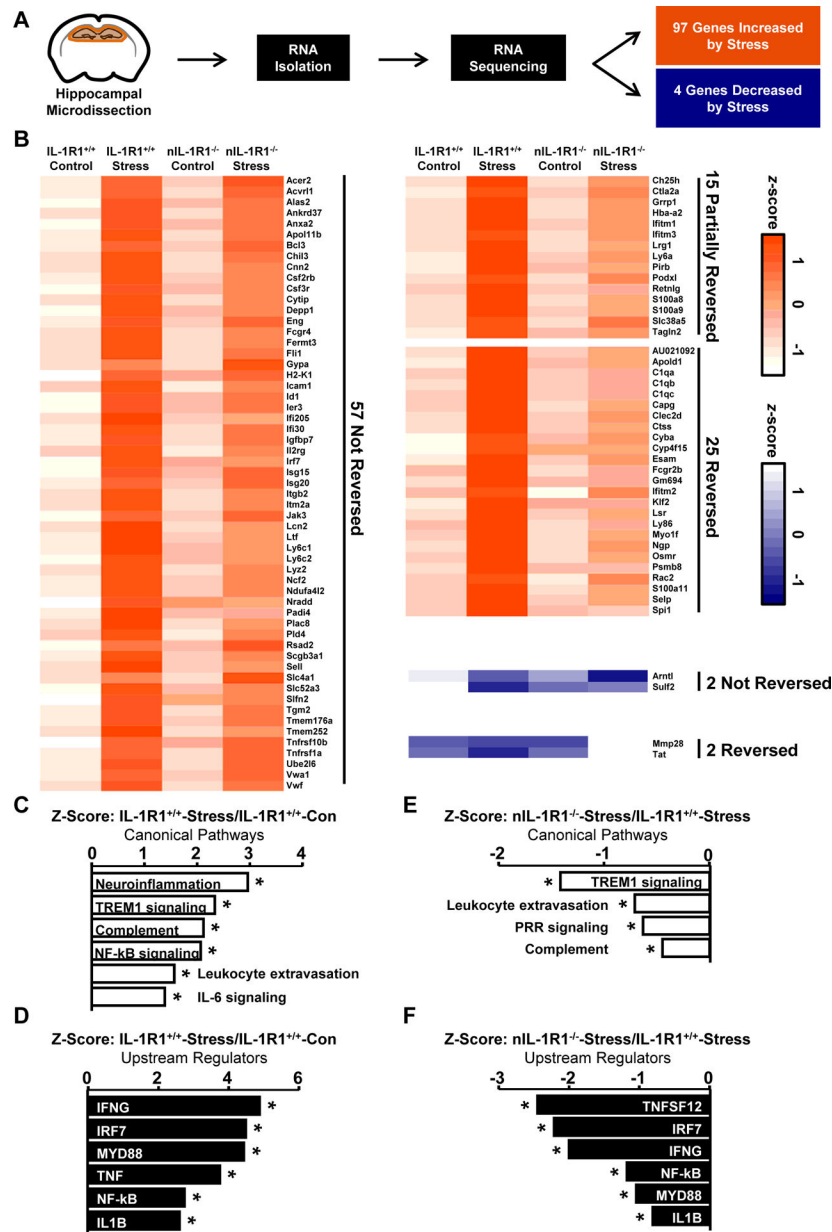 A
Hippocampal
Microdissection
RNA
Isolation
RNA
Sequencing
97 Genes Increased
by Stress
4 Genes Decreased
by Stress
B
IL-1R1+/+
Control
IL-1R1+/+
Stress
nIL-1R1-/-
Control
nIL-1R1-/-
Stress
Acer2
Acvrl1
Alas2
Ankrd37
Anxa2
Apol11b
Bcl3
Chil3
Cnn2
Csf2rb
Csf3r
Cytip
Depp1
Eng
Fcgr4
Fermt3
Fli1
Gypa
H2-K1
Icam1
Id1
Ier3
Ifi205
Ifi30
Igfbp7
Il2rg
Irf7
Isg15
Isg20
Itgb2
Itm2a
Jak3
Lcn2
Ltf
Ly6c1
Ly6c2
Lyz2
Ncf2
Ndufa4l2
Nradd
Padi4
Plac8
Pld4
Rsad2
Scgb3a1
Sell
Slc4a1
Slc52a3
Slfn2
Tgm2
Tmem176a
Tmem252
Tnfrsf10b
Tnfrsf1a
Ube2l6
Vwa1
Vwf
57 Not Reversed
IL-1R1+/+
Control
IL-1R1+/+
Stress
nIL-1R1-/-
Control
nIL-1R1-/-
Stress
Ch25h
Ctla2a
Grrp1
Hba-a2
Ifitm1
Ifitm3
Lrg1
Ly6a
Pirb
Podxl
Retnlg
S100a8
S100a9
Slc38a5
Tagln2
15 Partially Reversed
AU021092
Apold1
C1qa
C1qb
C1qc
Capg
Clec2d
Ctss
Cyba
Cyp4f15
Esam
Fcgr2b
Gm694
Ifitm2
Klf2
Lsr
Ly86
Myo1f
Ngp
Osmr
Psmb8
Rac2
S100a11
Selp
Spi1
25 Reversed
Arntl
Sulf2
2 Not Reversed
Mmp28
Tat
2 Reversed
z-score
1
0
-1
z-score
1
0
-1
C
Z-Score: IL-1R1+/+-Stress/IL-1R1+/+-Con
Canonical Pathways
0 1 2 3 4
Neuroinflammation *
TREM1 signaling *
Complement *
NF-kB signaling *
* Leukocyte extravasation
* IL-6 signaling
D
Z-Score: IL-1R1+/+-Stress/IL-1R1+/+-Con
Upstream Regulators
0 2 4 6
IFNG *
IRF7 *
MYD88 *
TNF *
NF-kB *
IL1B *
E
Z-Score: nIL-1R1-/--Stress/IL-1R1+/+-Stress
Canonical Pathways
-2 -1 0
* TREM1 signaling
Leukocyte extravasation *
PRR signaling *
Complement *
F
Z-Score: nIL-1R1-/--Stress/IL-1R1+/+-Stress
Upstream Regulators
-3 -2 -1 0
* TNFSF12
* IRF7
* IFNG
* NF-kB
* MYD88
* IL1B